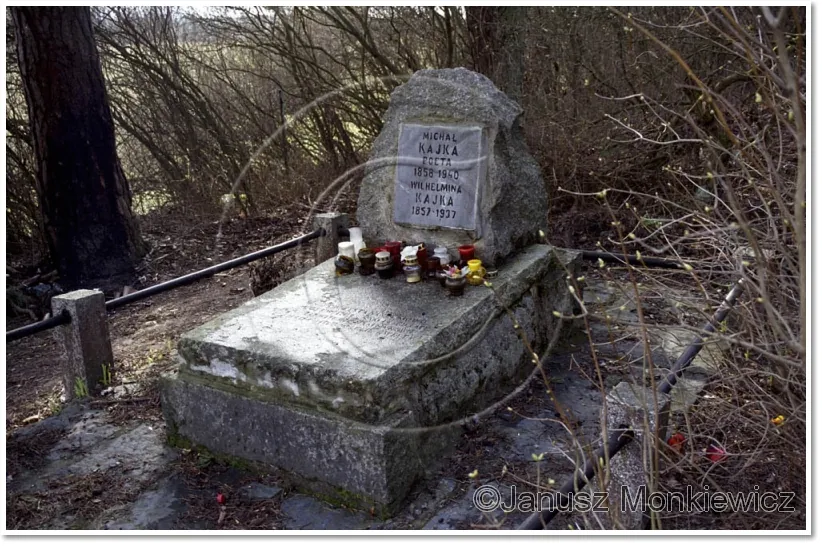 MICHAŁ
KAJKA
POETA
1858-1940
WILHELMINA
KAJKA
1857-1937
©Janusz Monkiewicz